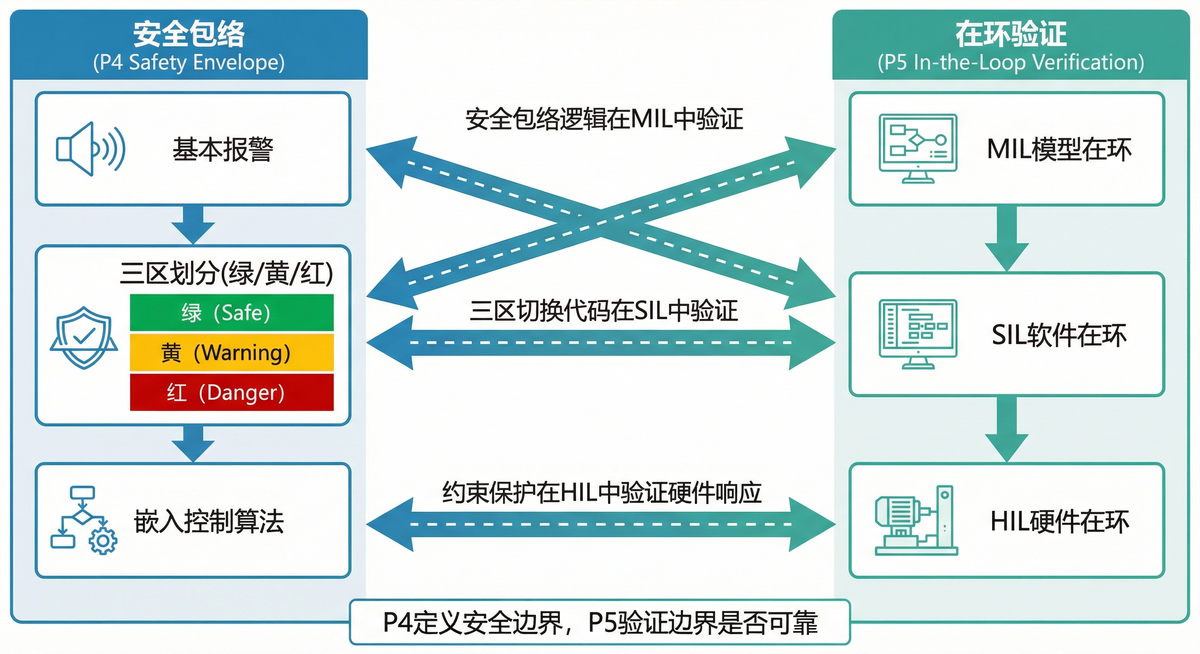 安全包络
(P4 Safety Envelope)
基本报警
三区划分(绿/黄/红)
绿（Safe）
黄（Warning）
红（Danger）
嵌入控制算法
安全包络逻辑在MIL中验证
三区切换代码在SIL中验证
约束保护在HIL中验证硬件响应
在环验证
(P5 In-the-Loop Verification)
MIL模型在环
SIL软件在环
HIL硬件在环
P4定义安全边界，P5验证边界是否可靠